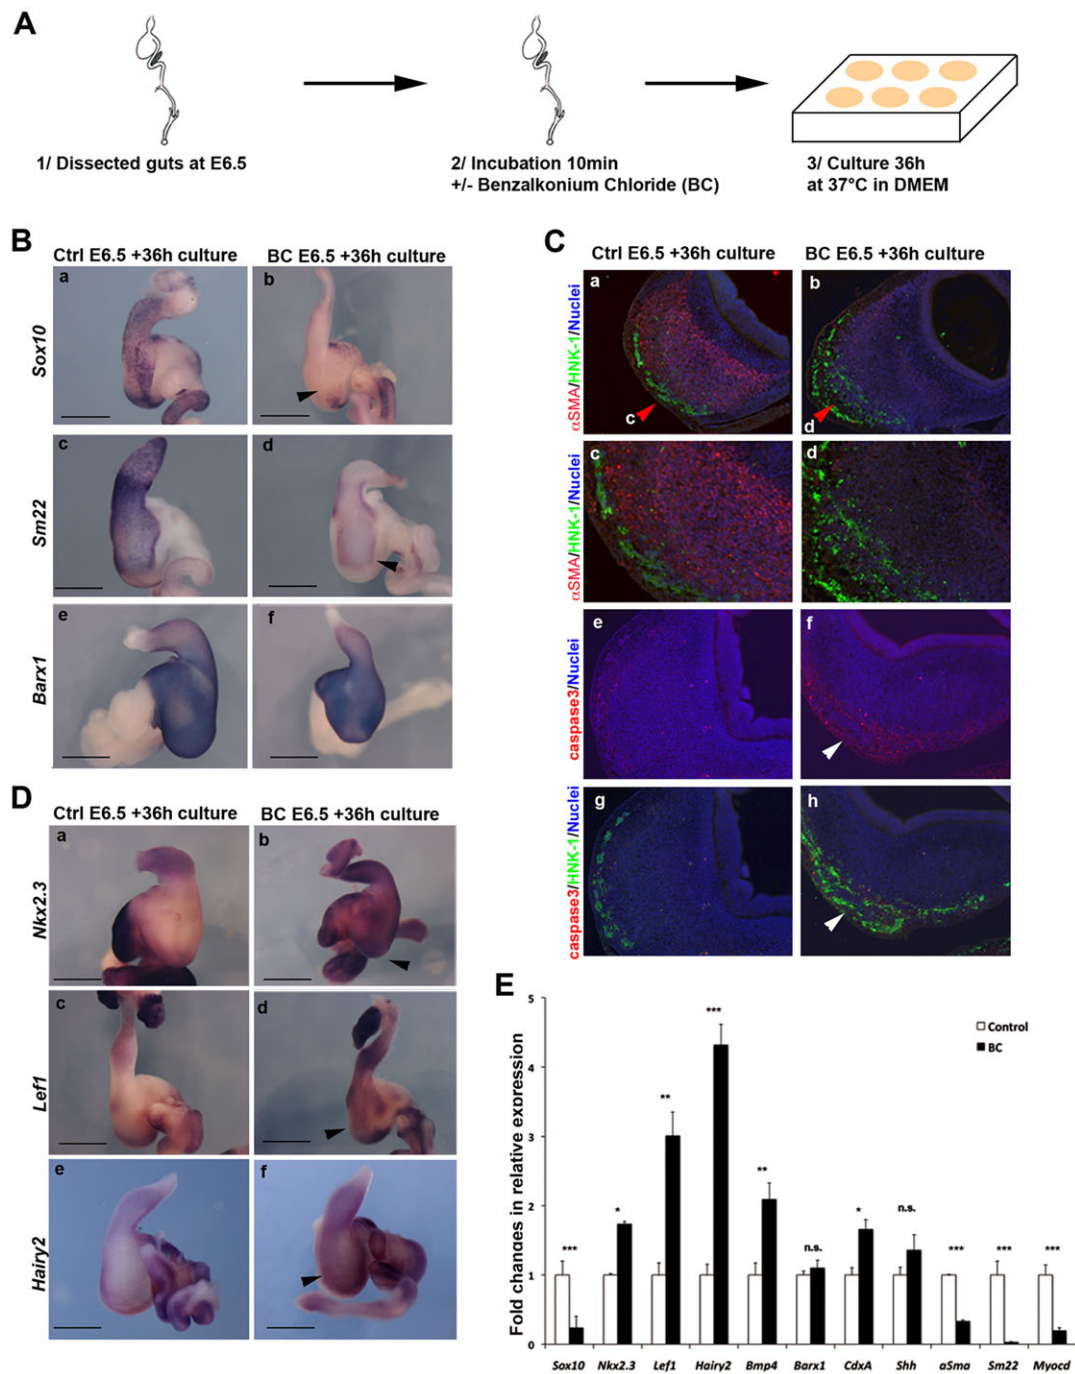 A
1/ Dissected guts at E6.5
2/ Incubation 10min
+/- Benzalkonium Chloride (BC)
3/ Culture 36h
at 37°C in DMEM
B
Ctrl E6.5 +36h culture
BC E6.5 +36h culture
Sox10
a
b
Sm22
c
d
Barx1
e
f
C
Ctrl E6.5 +36h culture
BC E6.5 +36h culture
αSMA/HNK-1/Nuclei
a
c
b
d
αSMA/HNK-1/Nuclei
c
d
caspase3/Nuclei
e
f
caspase3/HNK-1/Nuclei
g
h
D
Ctrl E6.5 +36h culture
BC E6.5 +36h culture
Nkx2.3
a
b
Lef1
c
d
Hairy2
e
f
E
Fold changes in relative expression
5
4
3
2
1
0
Control
BC
***
*
**
***
**
n.s.
*
n.s.
***
***
***
Sox10 Nkx2.3 Lef1 Hairy2 Bmp4 Barx1 CdxA Shh aSma Sm22 Myocd